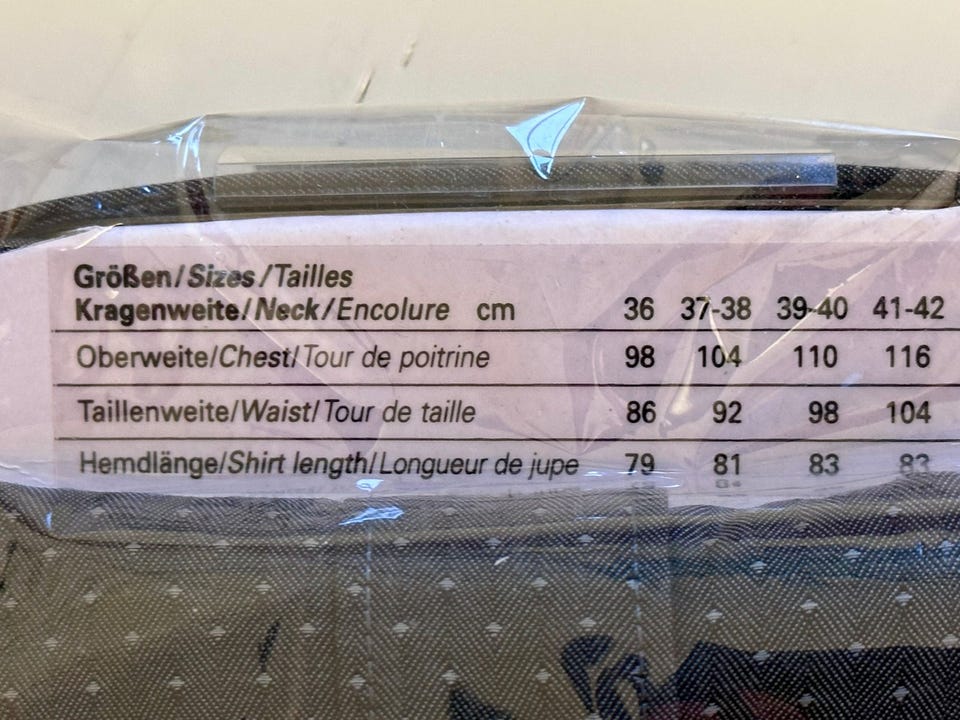 Größen/Sizes/Tailles
Kragenweite/Neck/Encolure cm 36 37-38 39-40 41-42
Oberweite/Chest/Tour de poitrine 98 104 110 116
Taillenweite/Waist/Tour de taille 86 92 98 104
Hemdlänge/Shirt length/Longueur de jupe 79 81 83 83